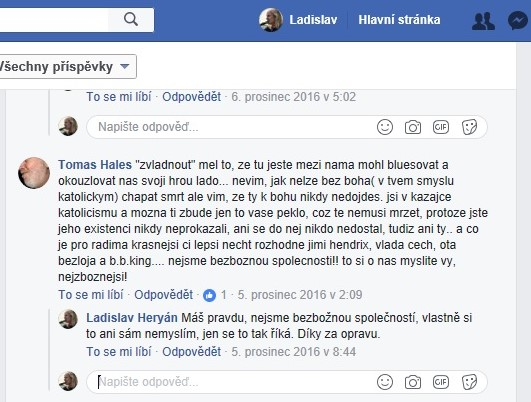 Ladislav Hlavní stránka
Všechny příspěvky
To se mi líbí · Odpovědět · 6. prosinec 2016 v 5:02
Napište odpověď...
Tomas Hales "zvladnout" mel to, ze tu jeste mezi nama mohl bluesovat a
okouzlovat nas svoji hrou lado... nevim, jak nelze bez boha( v tvem smyslu
katolickym) chapat smrt ale vim, ze ty k bohu nikdy nedojdes. jsi v kazajce
katolicismu a mozna ti zbude jen to vase peklo, coz te nemusi mrzet, protoze jste
jeho existenci nikdy neprokazali, ani se do nej nikdo nedostal, tudiz ani ty.. a co
je pro radima krasnejsi ci lepsi necht rozhodne jimi hendrix, vlada cech, ota
bezloja a b.b.king.... nejsme bezboznou spolecnosti!! to si o nas myslite vy,
nejzboznejsi!
To se mi líbí · Odpovědět · 1 · 5. prosinec 2016 v 2:09
Ladislav Heryán Máš pravdu, nejsme bezbožnou společností, vlastně si
to ani sám nemyslím, jen se to tak říká. Díky za opravu.
To se mi líbí · Odpovědět · 5. prosinec 2016 v 8:44
Napište odpověď...